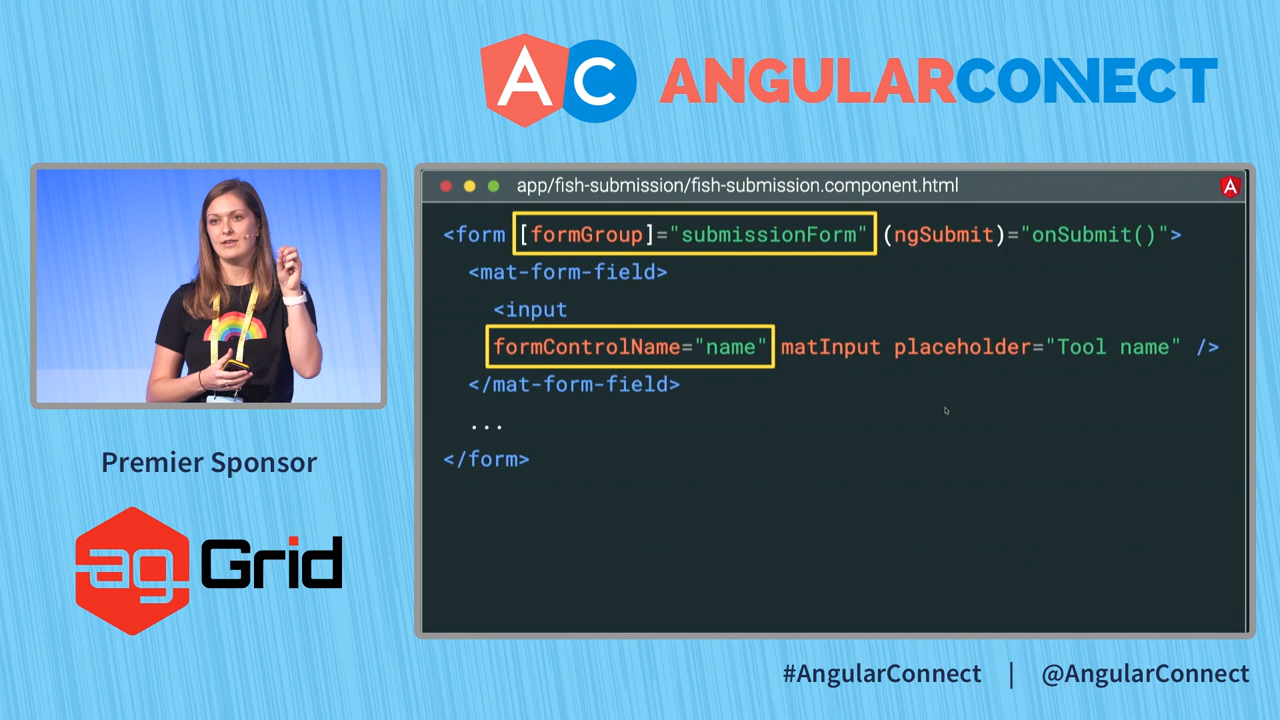 AC ANGULARCONNECT
app/fish-submission/fish-submission.component.html
A
<form [formGroup]="submissionForm" (ngSubmit)="onSubmit()">
<mat-form-field>
<input
formControlName="name" matInput placeholder="Tool name" />
</mat-form-field>
...
</form>
Premier Sponsor
ag Grid
#AngularConnect | @AngularConnect